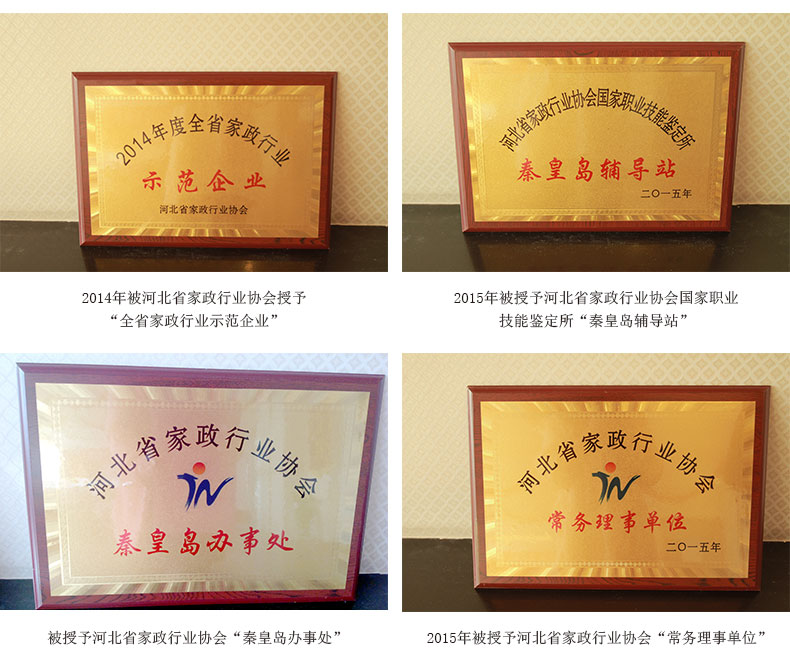 2014年度全省家政行业
示范企业
河北省家政行业协会
2014年被河北省家政行业协会授予
“全省家政行业示范企业”
河北省家政行业协会国家职业技能鉴定所
秦皇岛辅导站
二〇一五年
2015年被授予河北省家政行业协会国家职业
技能鉴定所“秦皇岛辅导站”
河北省家政行业协会
秦皇岛办事处
被授予河北省家政行业协会“秦皇岛办事处”
河北省家政行业协会
常务理事单位
二〇一五年
2015年被授予河北省家政行业协会“常务理事单位”